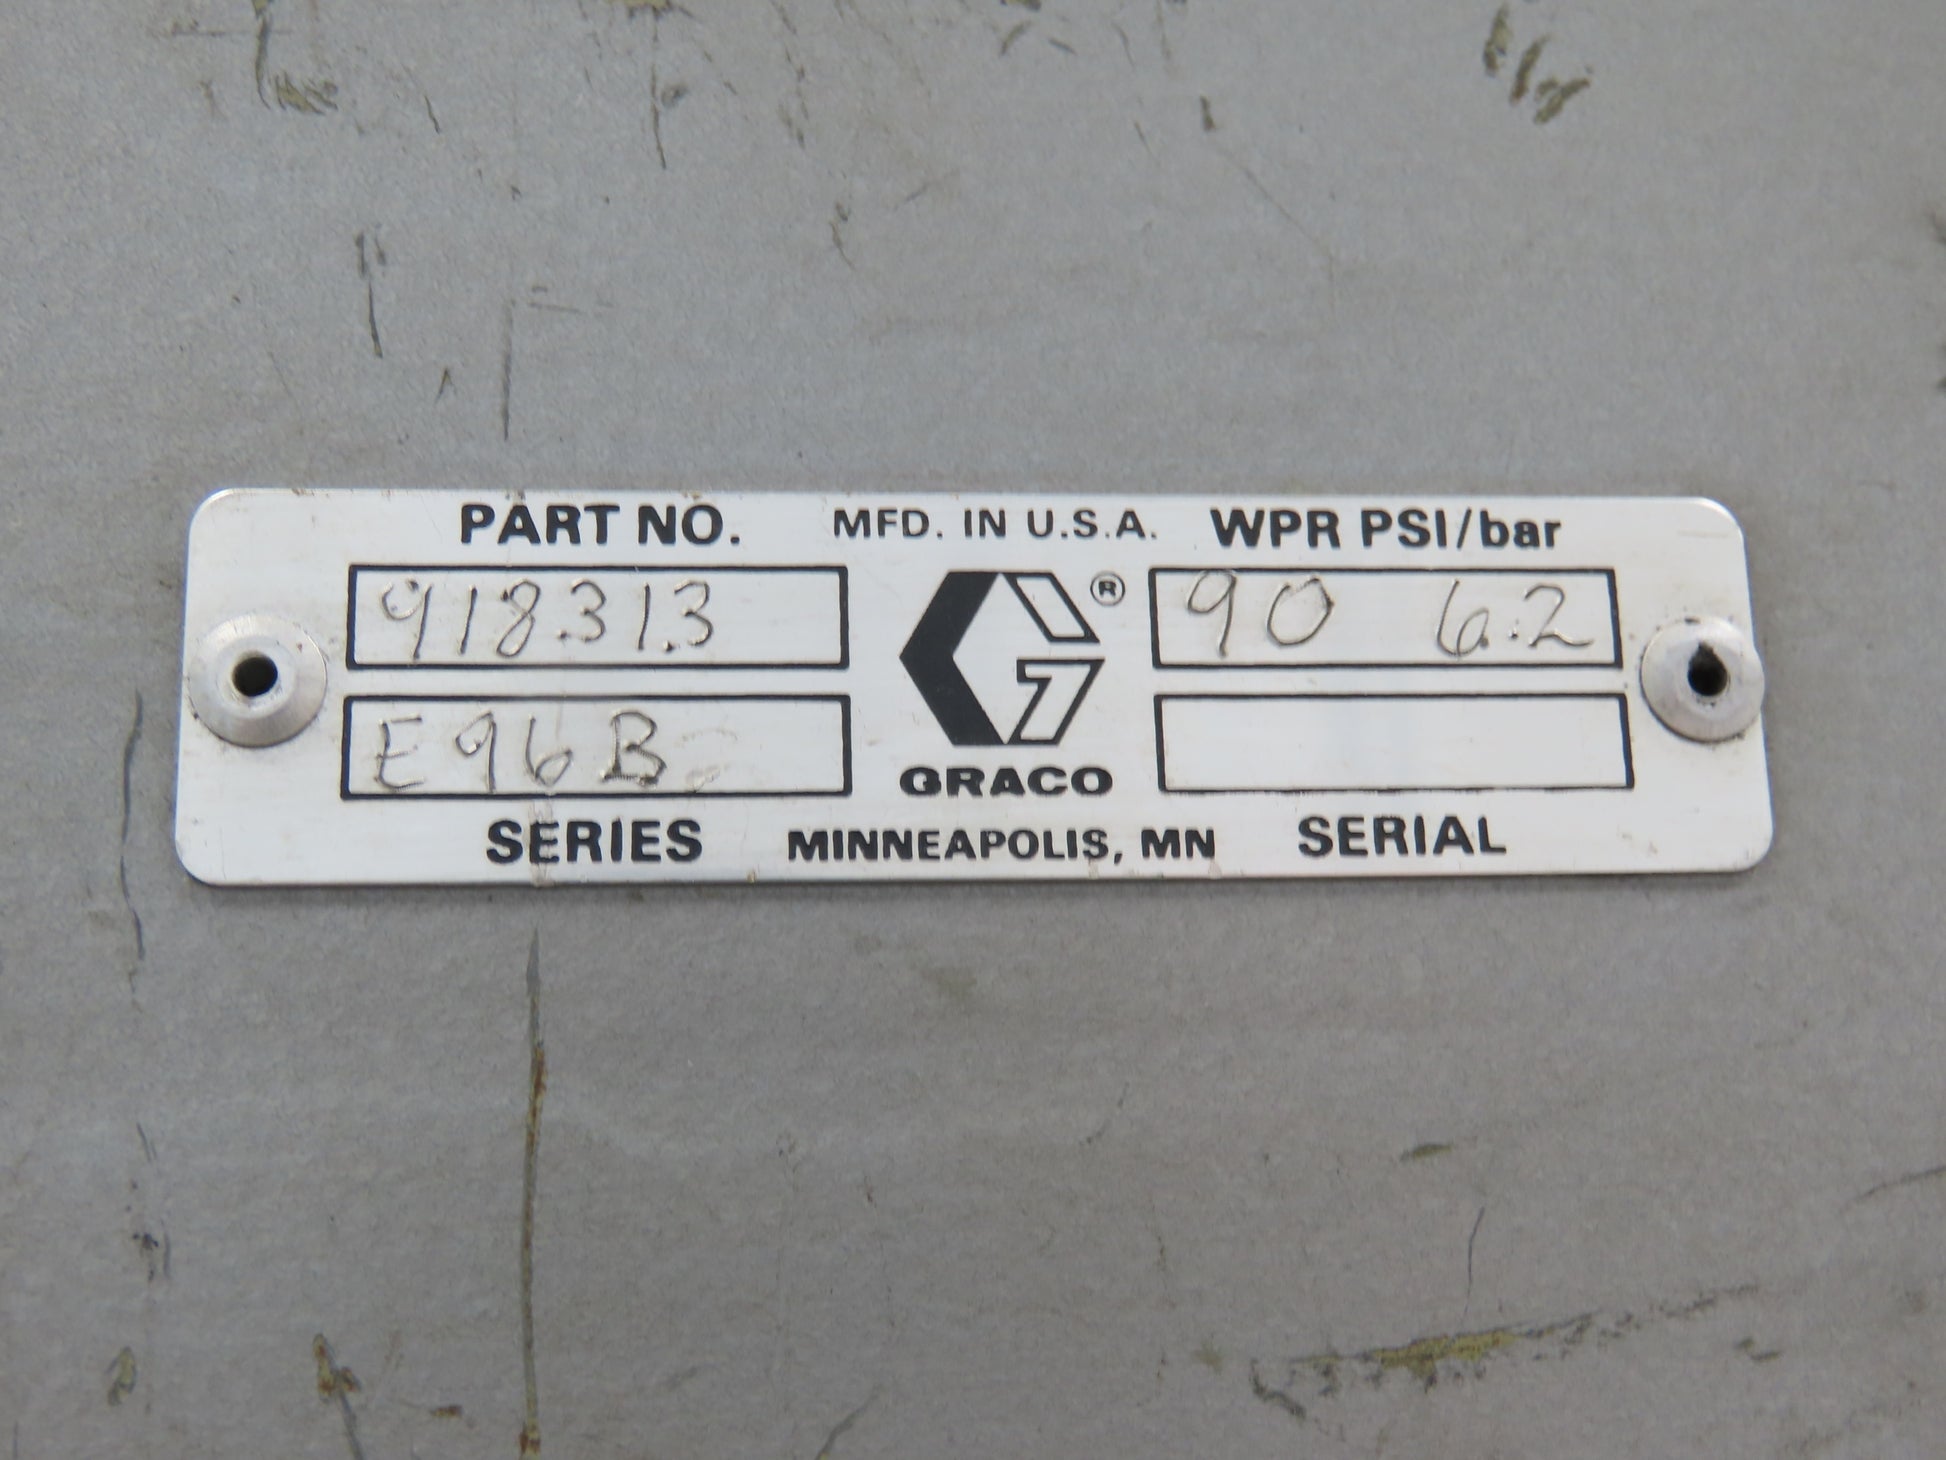 PART NO. MFD. IN U.S.A. WPR PSI/bar
918313 ® 90 6.2
E96B GRACO
SERIES MINNEAPOLIS, MN SERIAL